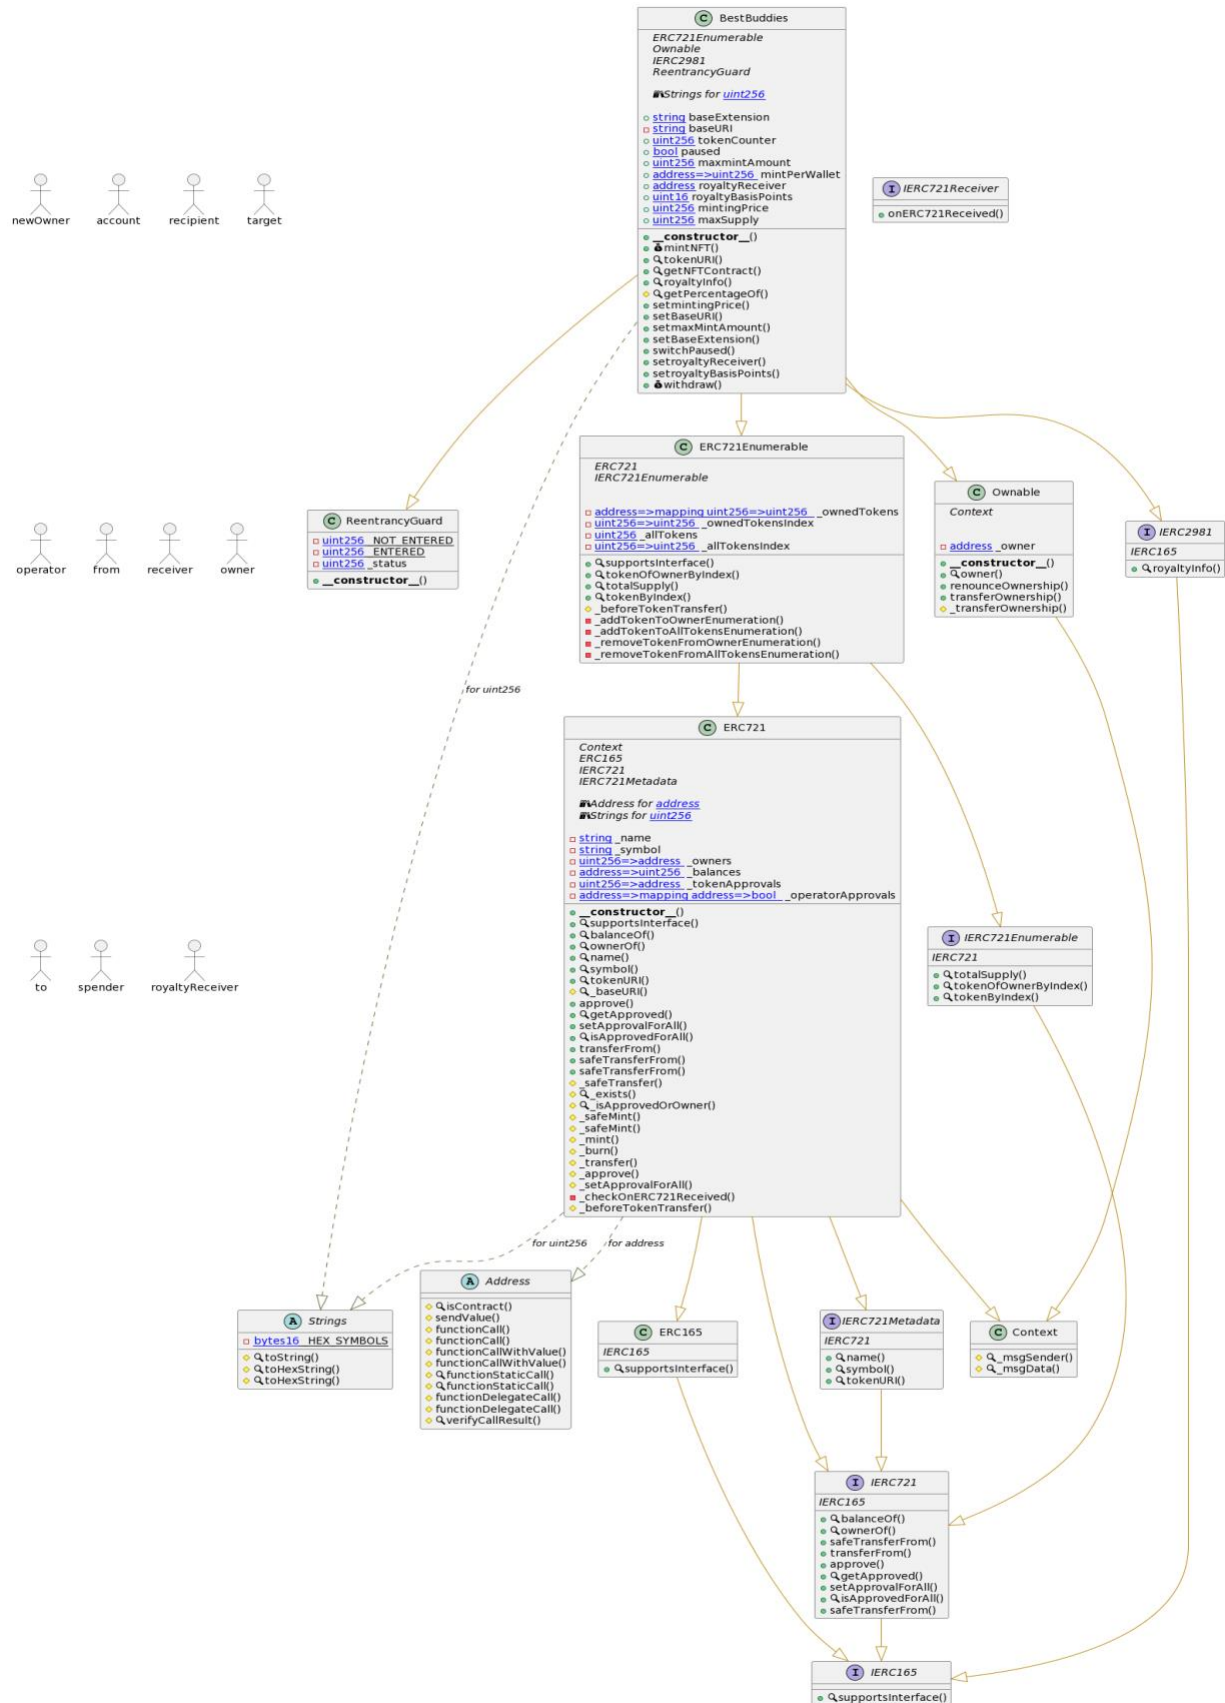 C BestBuddies
ERC721Enumerable
Ownable
IERC2981
ReentrancyGuard
Strings for uint256
string baseExtension
string baseURI
uint256 tokenCounter
bool paused
uint256 maxmintAmount
address=>uint256 mintPerWallet
address royaltyReceiver
uint16 royaltyBasisPoints
uint256 mintingPrice
uint256 maxSupply
__constructor__()
mintNFT()
tokenURI()
getNFTContract()
royaltyInfo()
getPercentageOf()
setmintingPrice()
setBaseURI()
setmaxMintAmount()
setBaseExtension()
switchPaused()
setroyaltyReceiver()
setroyaltyBasisPoints()
withdraw()
newOwner account recipient target
I IERC721Receiver
onERC721Received()
operator from receiver owner
C ReentrancyGuard
uint256 _NOT_ENTERED
uint256 _ENTERED
uint256 _status
__constructor__()
C ERC721Enumerable
ERC721
IERC721Enumerable
address=>mapping uint256=>uint256 _ownedTokens
uint256=>uint256 _ownedTokensIndex
uint256 _allTokens
uint256=>uint256 _allTokensIndex
supportsInterface()
tokenOfOwnerByIndex()
totalSupply()
tokenByIndex()
_beforeTokenTransfer()
_addTokenToOwnerEnumeration()
_addTokenToAllTokensEnumeration()
_removeTokenFromOwnerEnumeration()
_removeTokenFromAllTokensEnumeration()
C Ownable
Context
address _owner
__constructor__()
owner()
renounceOwnership()
transferOwnership()
_transferOwnership()
I IERC2981
IERC165
royaltyInfo()
for uint256
C ERC721
Context
ERC165
IERC721
IERC721Metadata
Address for address
Strings for uint256
string _name
string _symbol
uint256=>address _owners
address=>uint256 _balances
uint256=>address _tokenApprovals
address=>mapping address=>bool _operatorApprovals
__constructor__()
supportsInterface()
balanceOf()
ownerOf()
name()
symbol()
tokenURI()
_baseURI()
approve()
getApproved()
setApprovalForAll()
isApprovedForAll()
transferFrom()
safeTransferFrom()
safeTransferFrom()
_safeTransfer()
_exists()
_isApprovedOrOwner()
_safeMint()
_safeMint()
_mint()
_burn()
_transfer()
_approve()
_setApprovalForAll()
_checkOnERC721Received()
_beforeTokenTransfer()
to spender royaltyReceiver
I IERC721Enumerable
IERC721
totalSupply()
tokenOfOwnerByIndex()
tokenByIndex()
for uint256 for address
A Strings
bytes16 _HEX_SYMBOLS
toString()
toHexString()
toHexString()
A Address
isContract()
sendValue()
functionCall()
functionCall()
functionCallWithValue()
functionCallWithValue()
functionStaticCall()
functionStaticCall()
functionDelegateCall()
functionDelegateCall()
verifyCallResult()
C ERC165
IERC165
supportsInterface()
I IERC721Metadata
IERC721
name()
symbol()
tokenURI()
C Context
_msgSender()
_msgData()
I IERC721
IERC165
balanceOf()
ownerOf()
safeTransferFrom()
transferFrom()
approve()
getApproved()
setApprovalForAll()
isApprovedForAll()
safeTransferFrom()
I IERC165
supportsInterface()